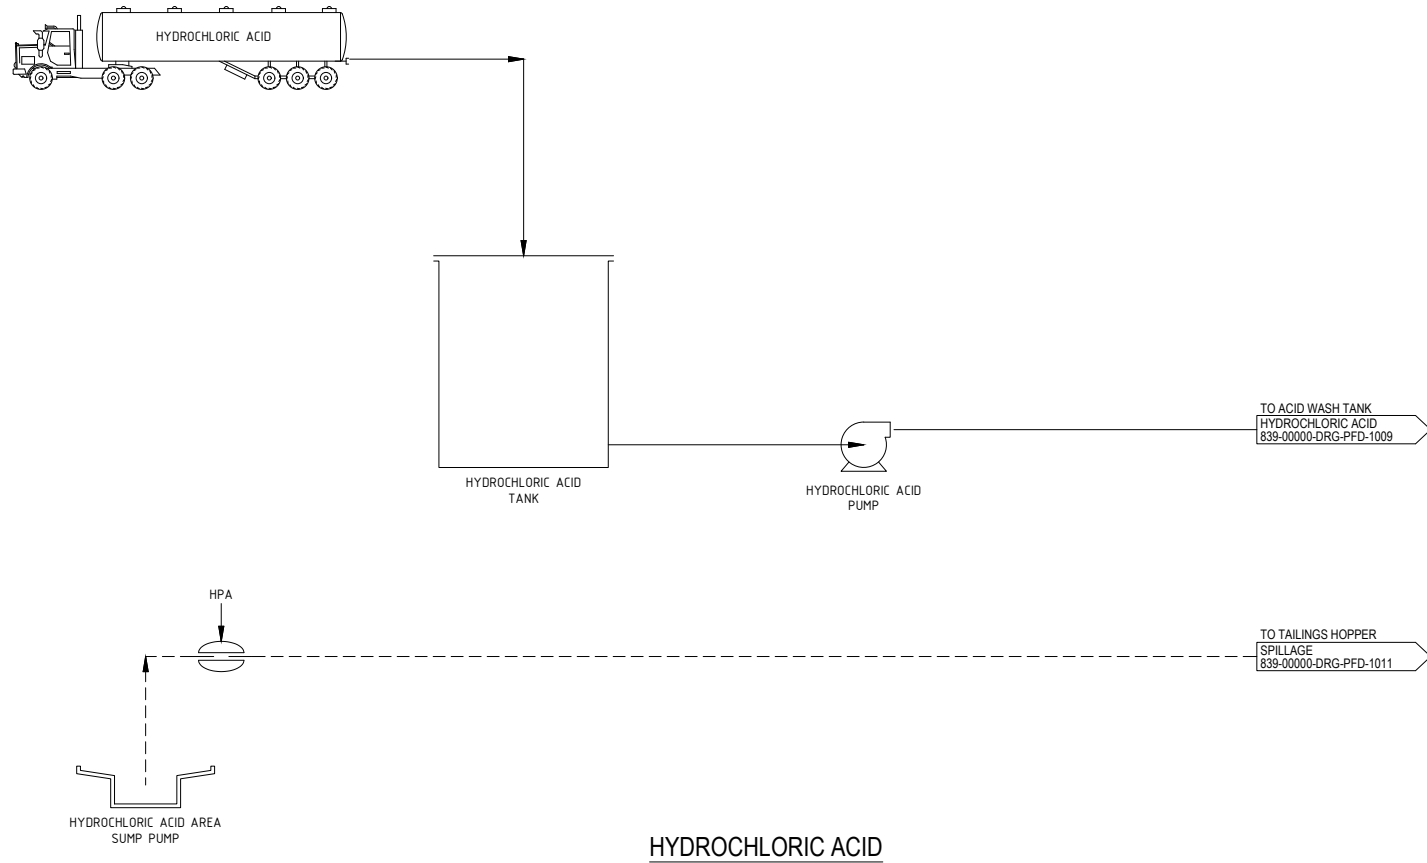 HYDROCHLORIC ACID
TO ACID WASH TANK
HYDROCHLORIC ACID
839-00000-DRG-PFD-1009
HYDROCHLORIC ACID
TANK
HYDROCHLORIC ACID
PUMP
HPA
TO TAILINGS HOPPER
SPILLAGE
839-00000-DRG-PFD-1011
HYDROCHLORIC ACID AREA
SUMP PUMP
HYDROCHLORIC ACID